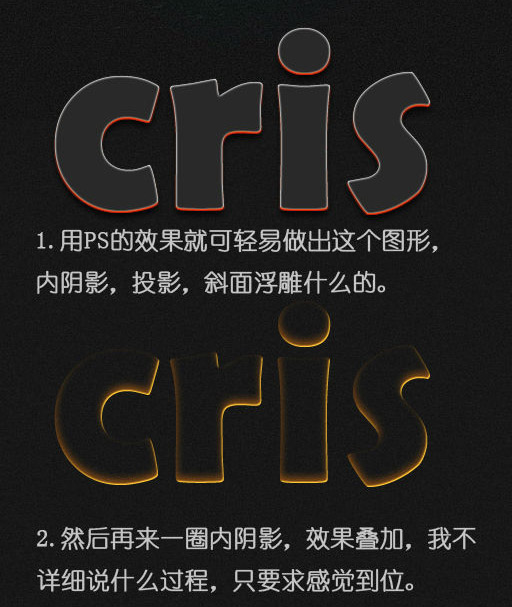 cris
1.用PS的效果就可轻易做出这个图形，
内阴影，投影，斜面浮雕什么的。
cris
2.然后再来一圈内阴影，效果叠加，我不
详细说什么过程，只要求感觉到位。